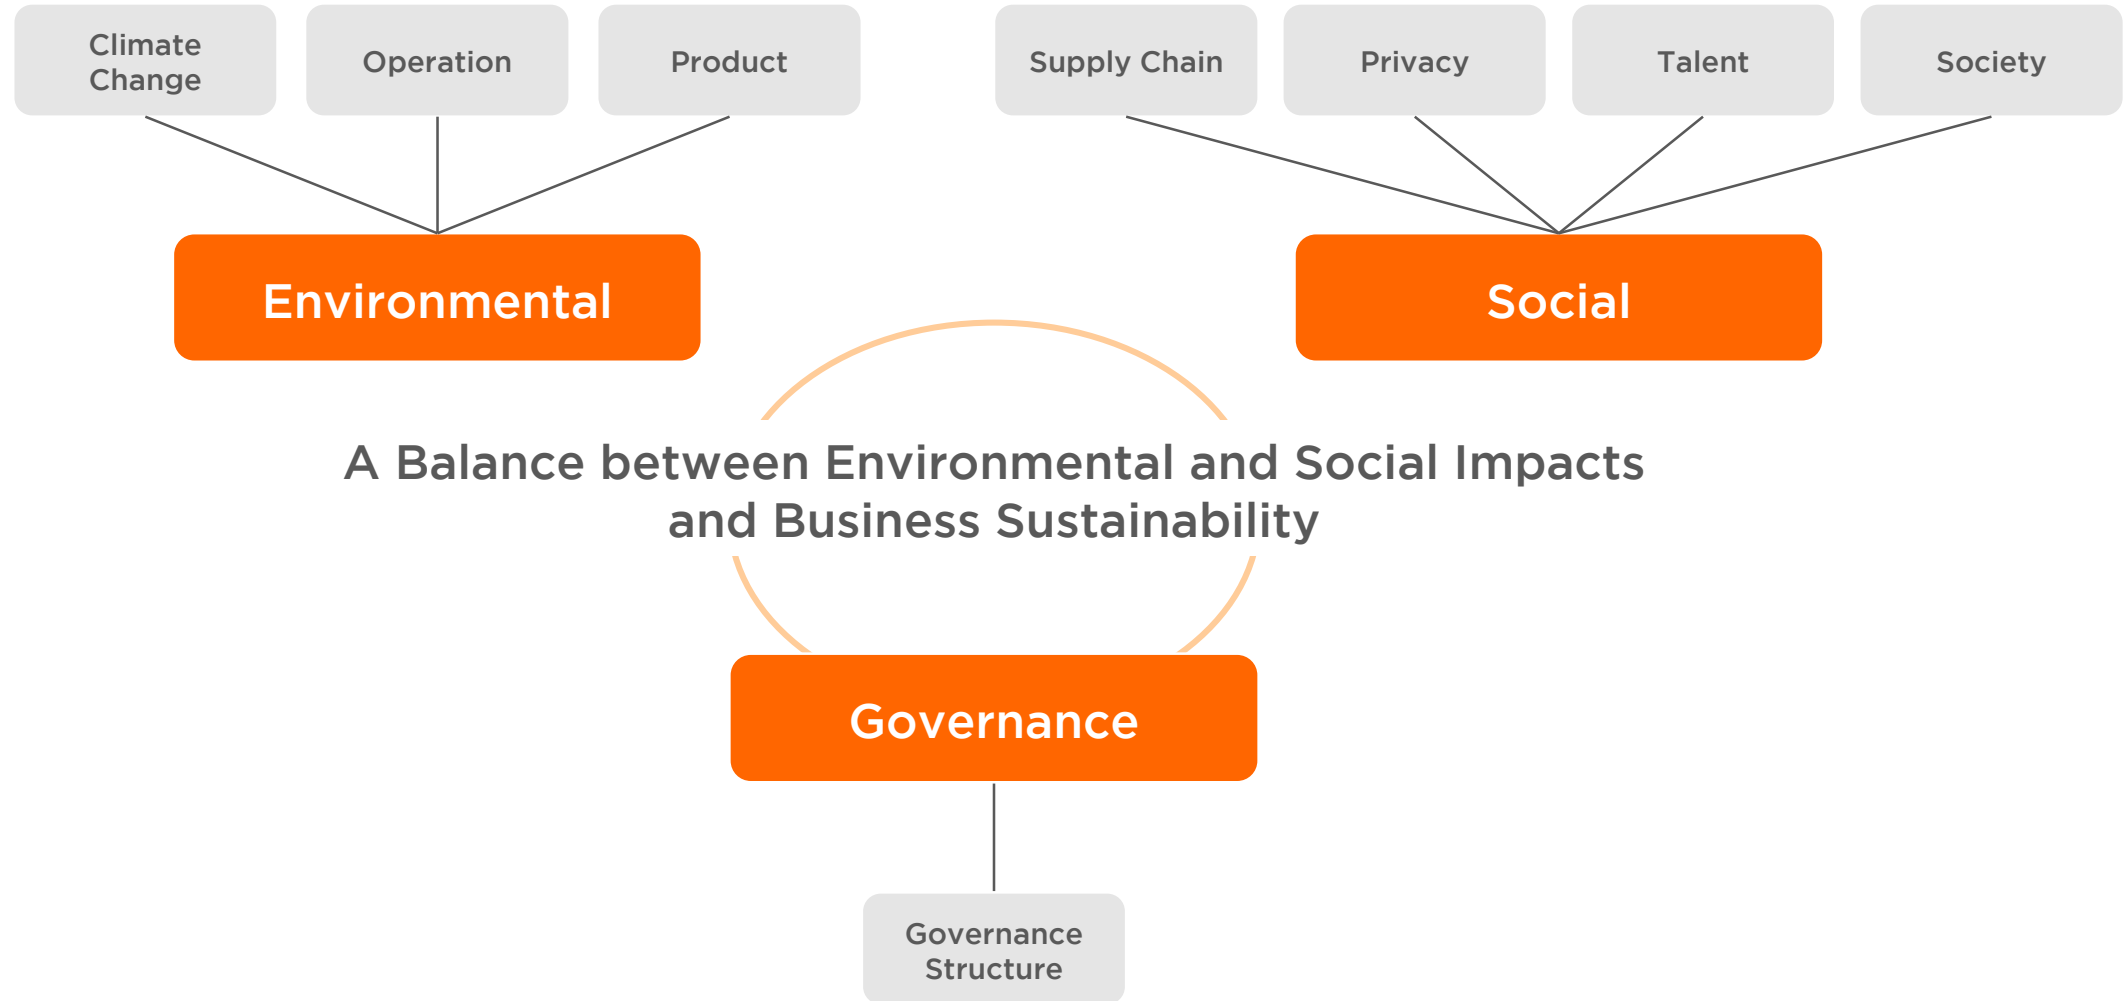 Climate
Change
Operation
Product
Supply Chain
Privacy
Talent
Society
Environmental
Social
A Balance between Environmental and Social Impacts
and Business Sustainability
Governance
Governance
Structure